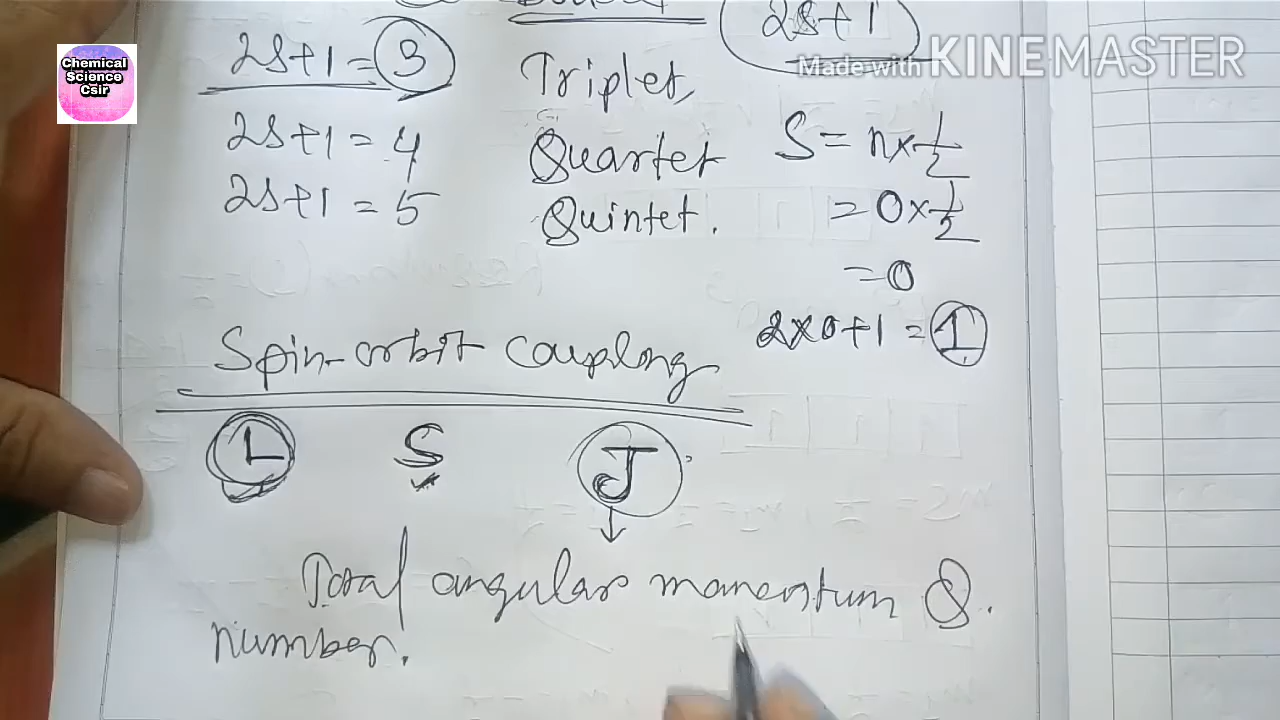 2S+1
Made with KINEMASTER
Chemical
Science
Csir
2S+1 = 3 Triplet
2S+1 = 4 Quartet
2S+1 = 5 Quintet.
S = n × 1/2
= 0 × 1/2
= 0
2×0+1 = 1
Spin-orbit coupling
L S J
Total angular momentum Q.
number.